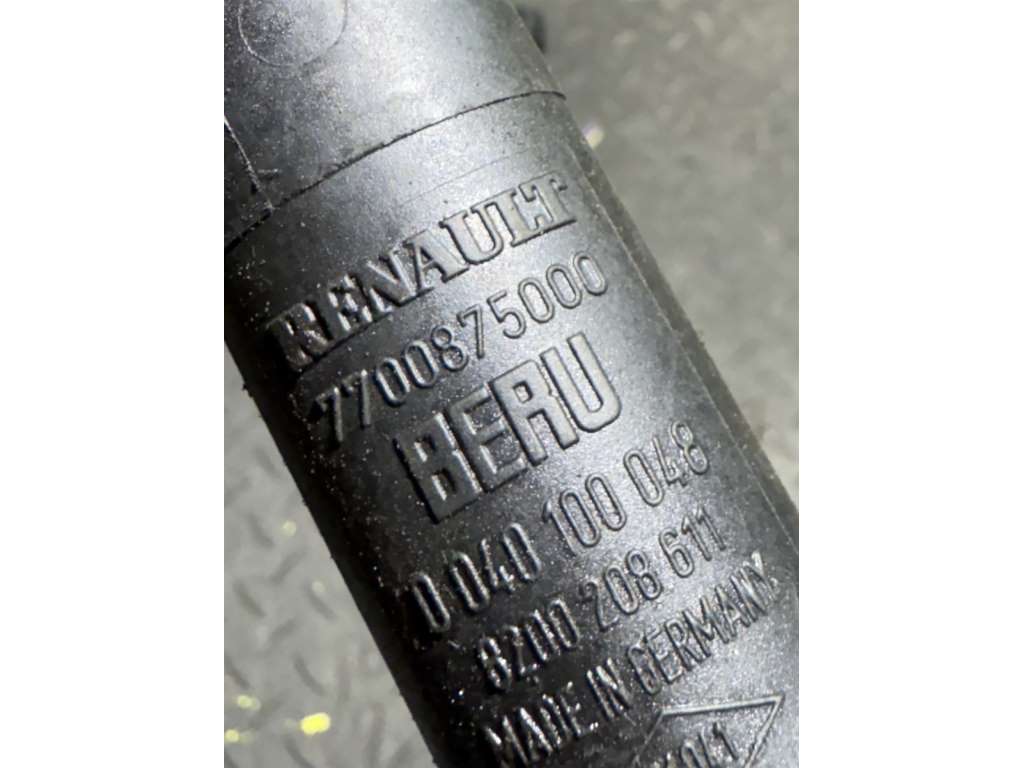 RENAULT
7700875000
BERU
0 040 100 048
8200 208 611
MADE IN GERMANY